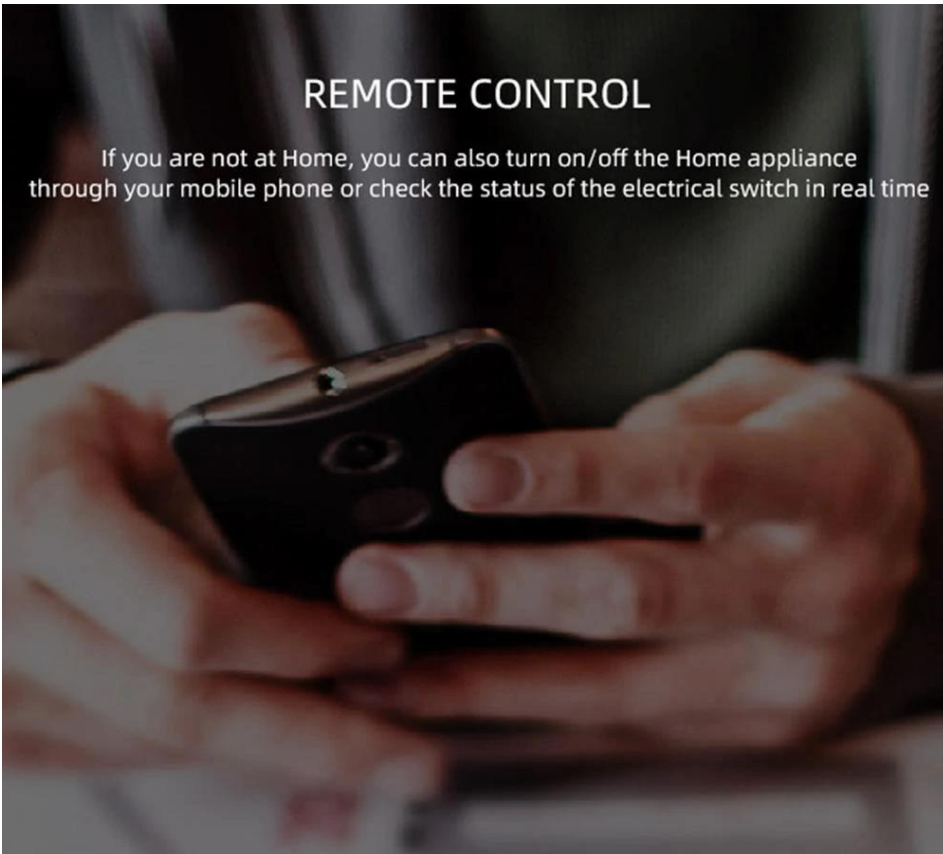 REMOTE CONTROL
If you are not at Home, you can also turn on/off the Home appliance
through your mobile phone or check the status of the electrical switch in real time